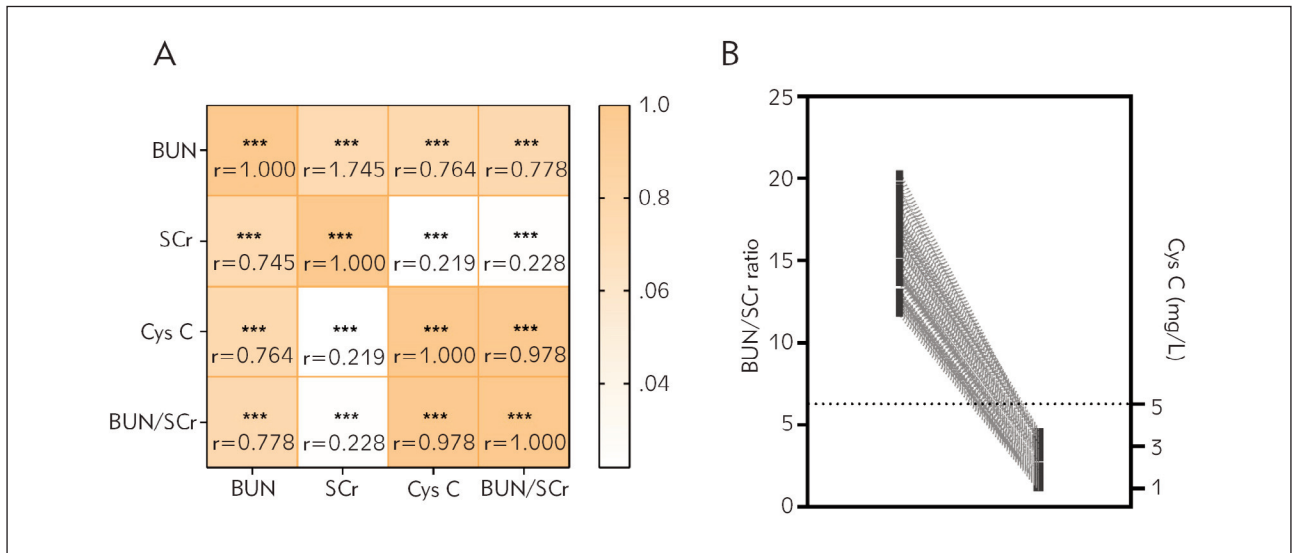 A
BUN
***
r=1.000
***
r=1.745
***
r=0.764
***
r=0.778
SCr
***
r=0.745
***
r=1.000
***
r=0.219
***
r=0.228
Cys C
***
r=0.764
***
r=0.219
***
r=1.000
***
r=0.978
BUN/SCr
***
r=0.778
***
r=0.228
***
r=0.978
***
r=1.000
BUN SCr Cys C BUN/SCr
1.0
0.8
.06
.04
B
BUN/SCr ratio
25
20
15
10
5
0
5
3
1
Cys C (mg/L)